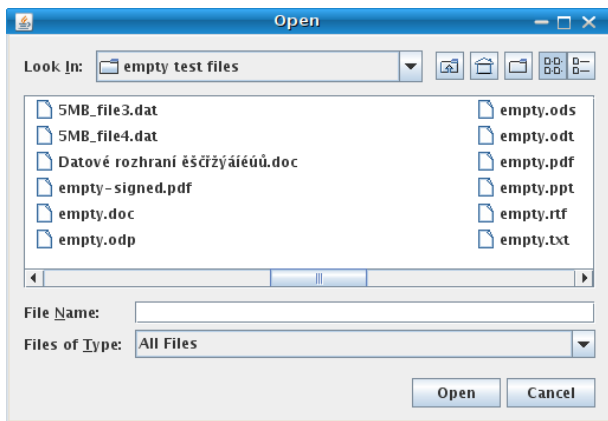 Open
Look In: empty test files
5MB_file3.dat
5MB_file4.dat
Datové rozhraní ěščřžýáíéúů.doc
empty-signed.pdf
empty.doc
empty.odp
empty.ods
empty.odt
empty.pdf
empty.ppt
empty.rtf
empty.txt
File Name:
Files of Type: All Files
Open Cancel